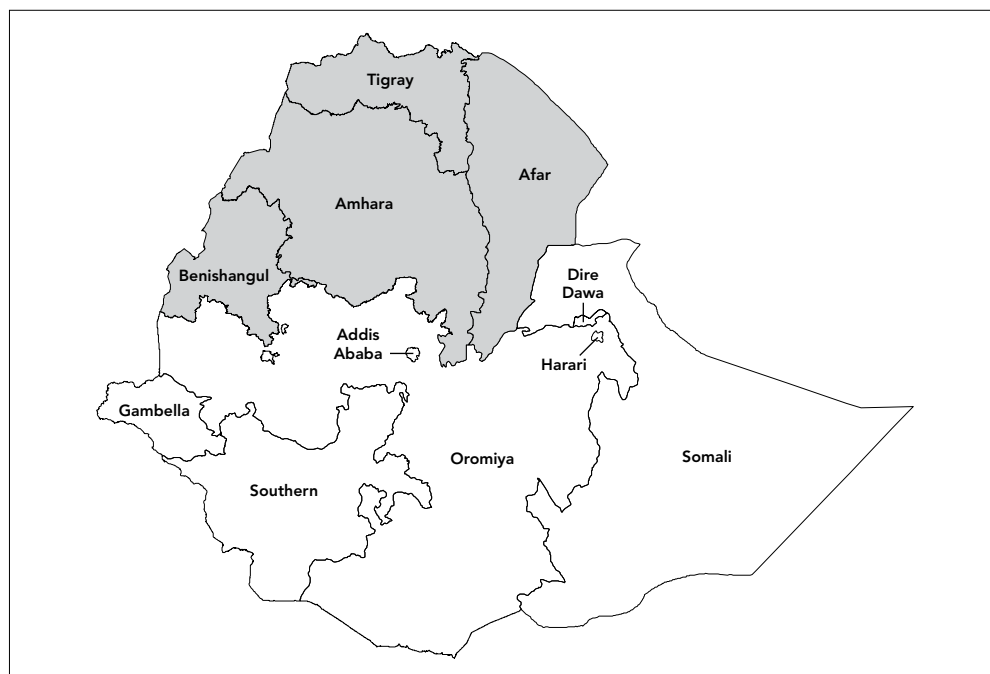 Tigray
Afar
Amhara
Benishangul
Dire
Dawa
Addis
Ababa
Harari
Gambella
Oromiya
Somali
Southern